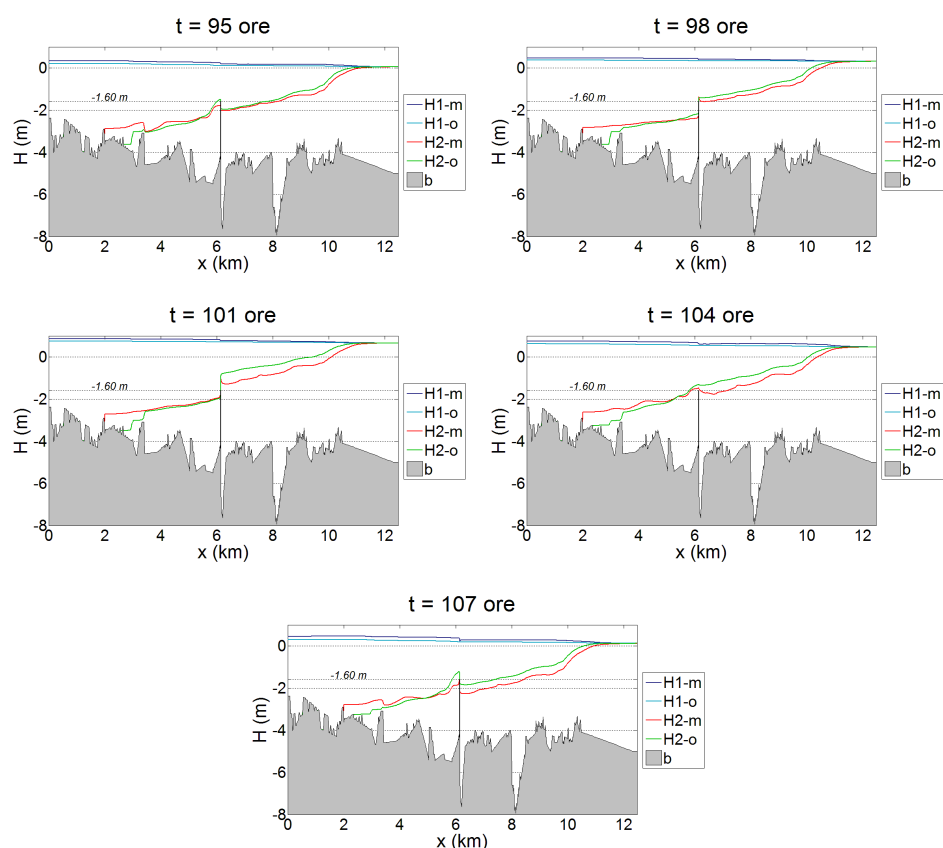 t = 95 ore
0
-2
-4
-6
-8
H (m)
-1.60 m
0 2 4 6 8 10 12
x (km)
H1-m
H1-o
H2-m
H2-o
b
t = 98 ore
0
-2
-4
-6
-8
H (m)
-1.60 m
0 2 4 6 8 10 12
x (km)
H1-m
H1-o
H2-m
H2-o
b
t = 101 ore
0
-2
-4
-6
-8
H (m)
-1.60 m
0 2 4 6 8 10 12
x (km)
H1-m
H1-o
H2-m
H2-o
b
t = 104 ore
0
-2
-4
-6
-8
H (m)
-1.60 m
0 2 4 6 8 10 12
x (km)
H1-m
H1-o
H2-m
H2-o
b
t = 107 ore
0
-2
-4
-6
-8
H (m)
-1.60 m
0 2 4 6 8 10 12
x (km)
H1-m
H1-o
H2-m
H2-o
b